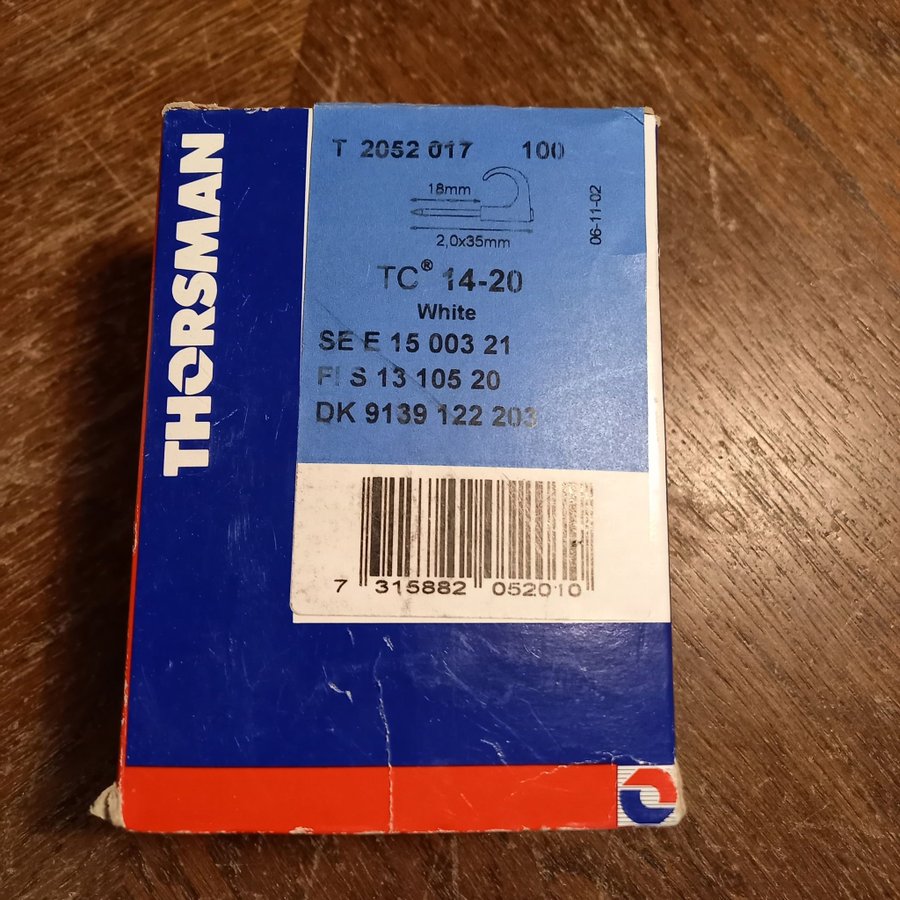 THORSMAN
T 2052 017 100
18mm
2,0x35mm
06-11-02
TC® 14-20
White
SE E 15 003 21
FI S 13 105 20
DK 9139 122 203
7 315882 052010